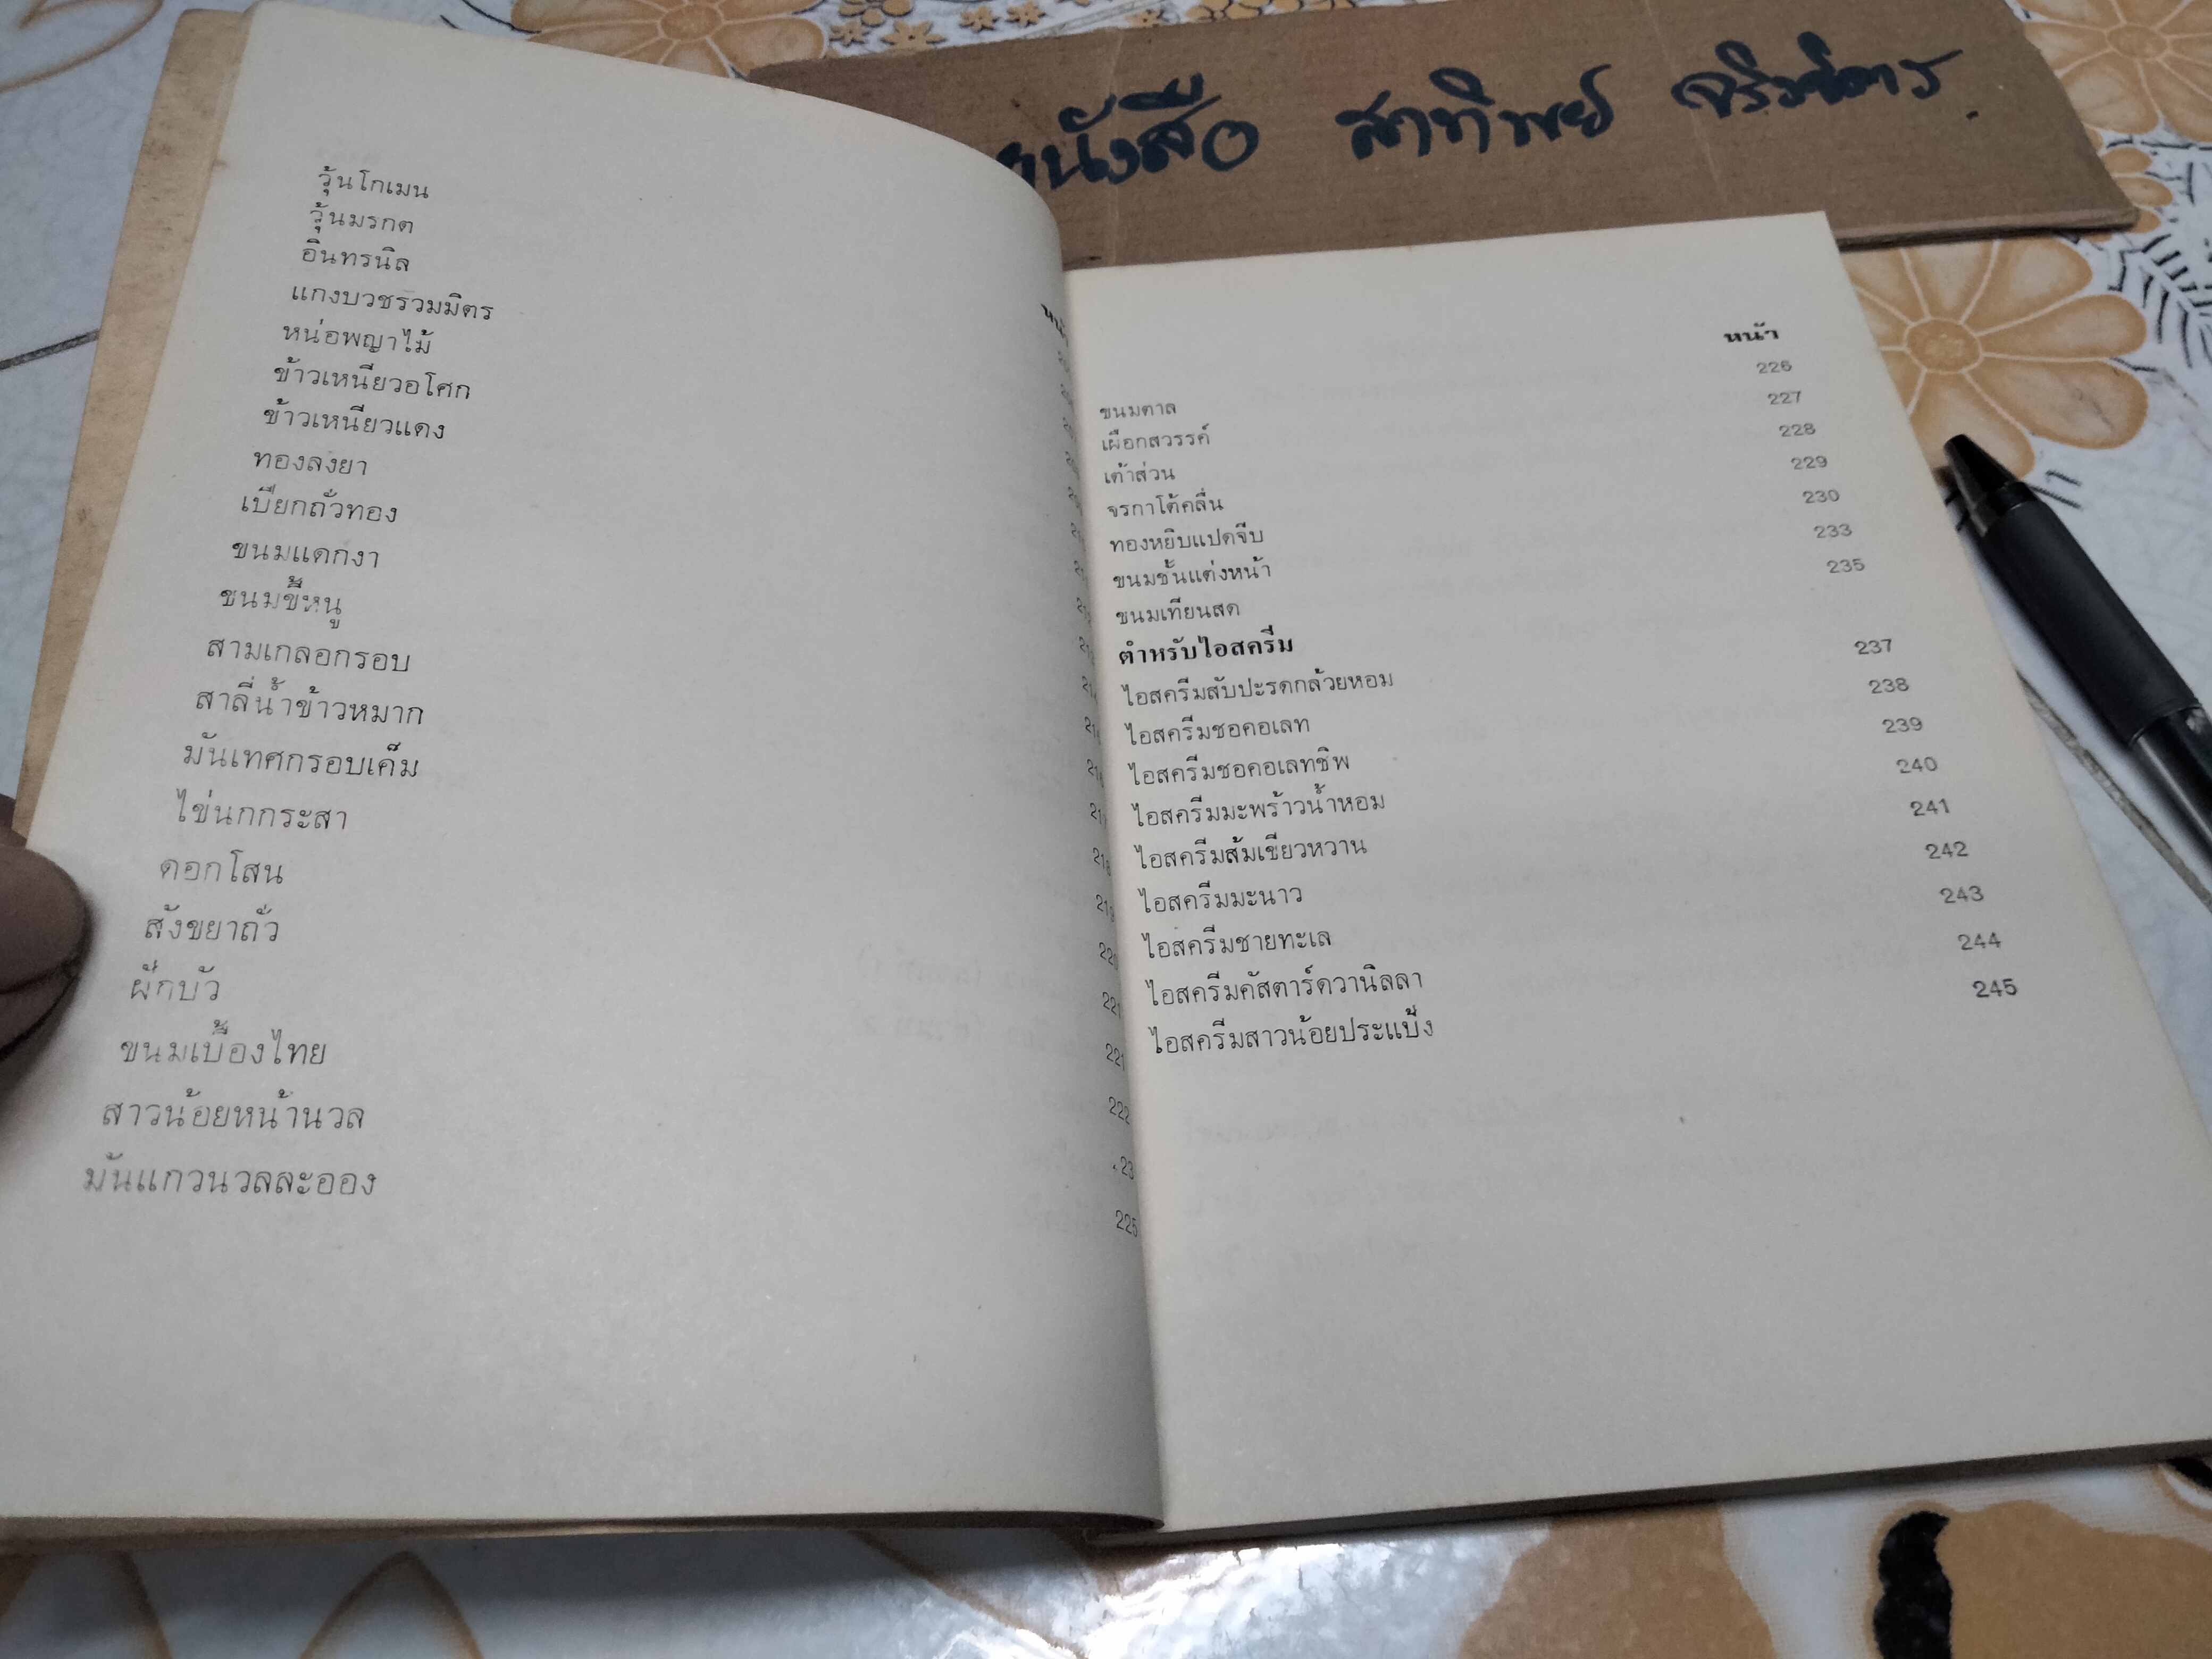 หนังสือ สาทิพย์
วุ้นโกเมน
วุ้นมรกต
อินทรนิล
แกงบวชรวมมิตร
หน่อพญาไม้
ข้าวเหนียวอโศก
ข้าวเหนียวแดง
ทองลงยา
เบียกถั่วทอง
ขนมแดกงา
ขนมขี้หนู
สามเกลอกรอบ
สาลี่น้ำข้าวหมาก
มันเทศกรอบเค็ม
ไข่นกกระสา
ดอกโสน
สังขยาถั่ว 220
ฝักบัว 221
ขนมเบื้องไทย 221
สาวน้อยหน้านวล 222
มันแกวนวลละออง
225
หน้า
ขนมตาล 226
เผือกสวรรค์ 227
เต้าส่วน 228
จรกาโต้คลื่น 229
ทองหยิบแปดจีบ 230
ขนมชั้นแต่งหน้า 233
ขนมเทียนสด 235
ตำหรับไอสครีม
ไอสครีมสับปะรดกล้วยหอม 237
ไอสครีมชอคอเลท 238
ไอสครีมชอคอเลทชิพ 239
ไอสครีมมะพร้าวน้ำหอม 240
ไอสครีมส้มเขียวหวาน 241
ไอสครีมมะนาว 242
ไอสครีมชายทะเล 243
ไอสครีมคัสตาร์ดวานิลลา 244
ไอสครีมสาวน้อยประแป้ง 245